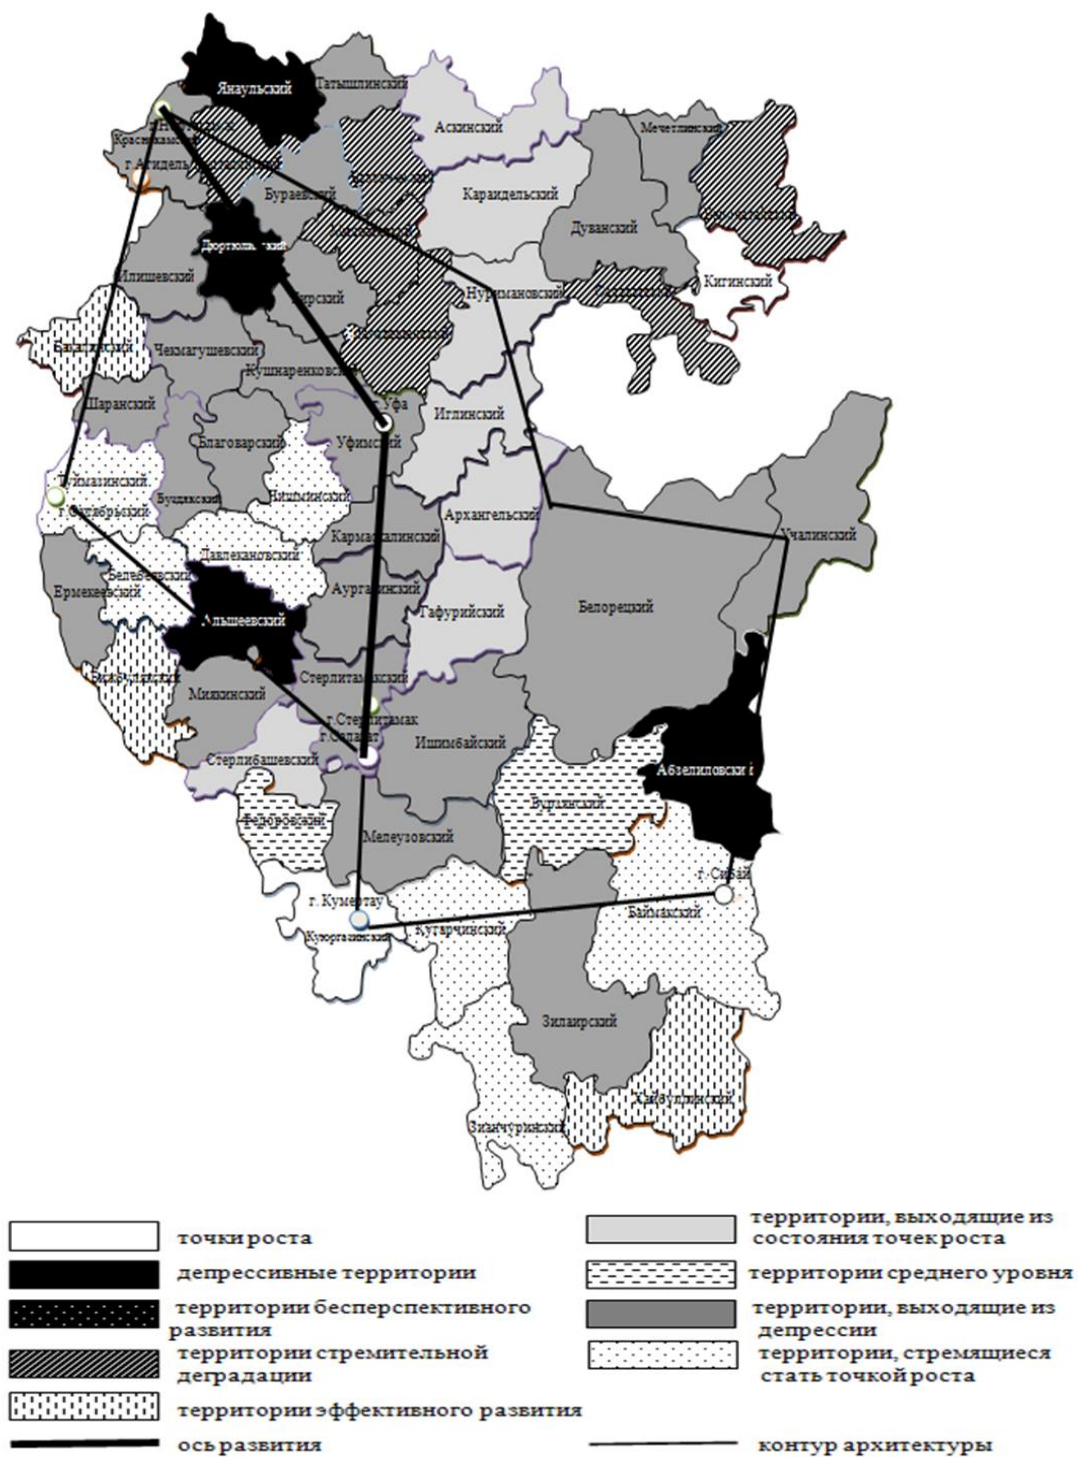 Янаульский
Татышлинский
Аскинский
Мечетлинский
г.Агидель
Караидельский
Бураевский
Дуванский
Илишевский
Нуримановский
Кигинский
Чекмагушевский
Кушнаренковский
Шаранский
г.Уфа
Благоварский
Уфимский
Иглинский
Туймазинский
г.Октябрьский
Архангельский
Учалинский
Кармаскалинский
Давлекановский
Белебеевский
Ермекеевский
Белорецкий
Гафурийский
Альшеевский
Стерлитамакский
Миякинский
г.Стерлитамак
г.Салават
Ишимбайский
Стерлибашевский
Абзелиловский
Бурзянский
Федоровский
Мелеузовский
г. Сибай
г. Кумертау
Баймакский
Кугарчинский
Куюргазинский
Зилаирский
Хайбуллинский
Зианчуринский
точки роста
депрессивные территории
территории бесперспективного
развития
территории стремительной
деградации
территории эффективного развития
ось развития
территории, выходящие из
состояния точек роста
территории среднего уровня
территории, выходящие из
депрессии
территории, стремящиеся
стать точкой роста
контур архитектуры